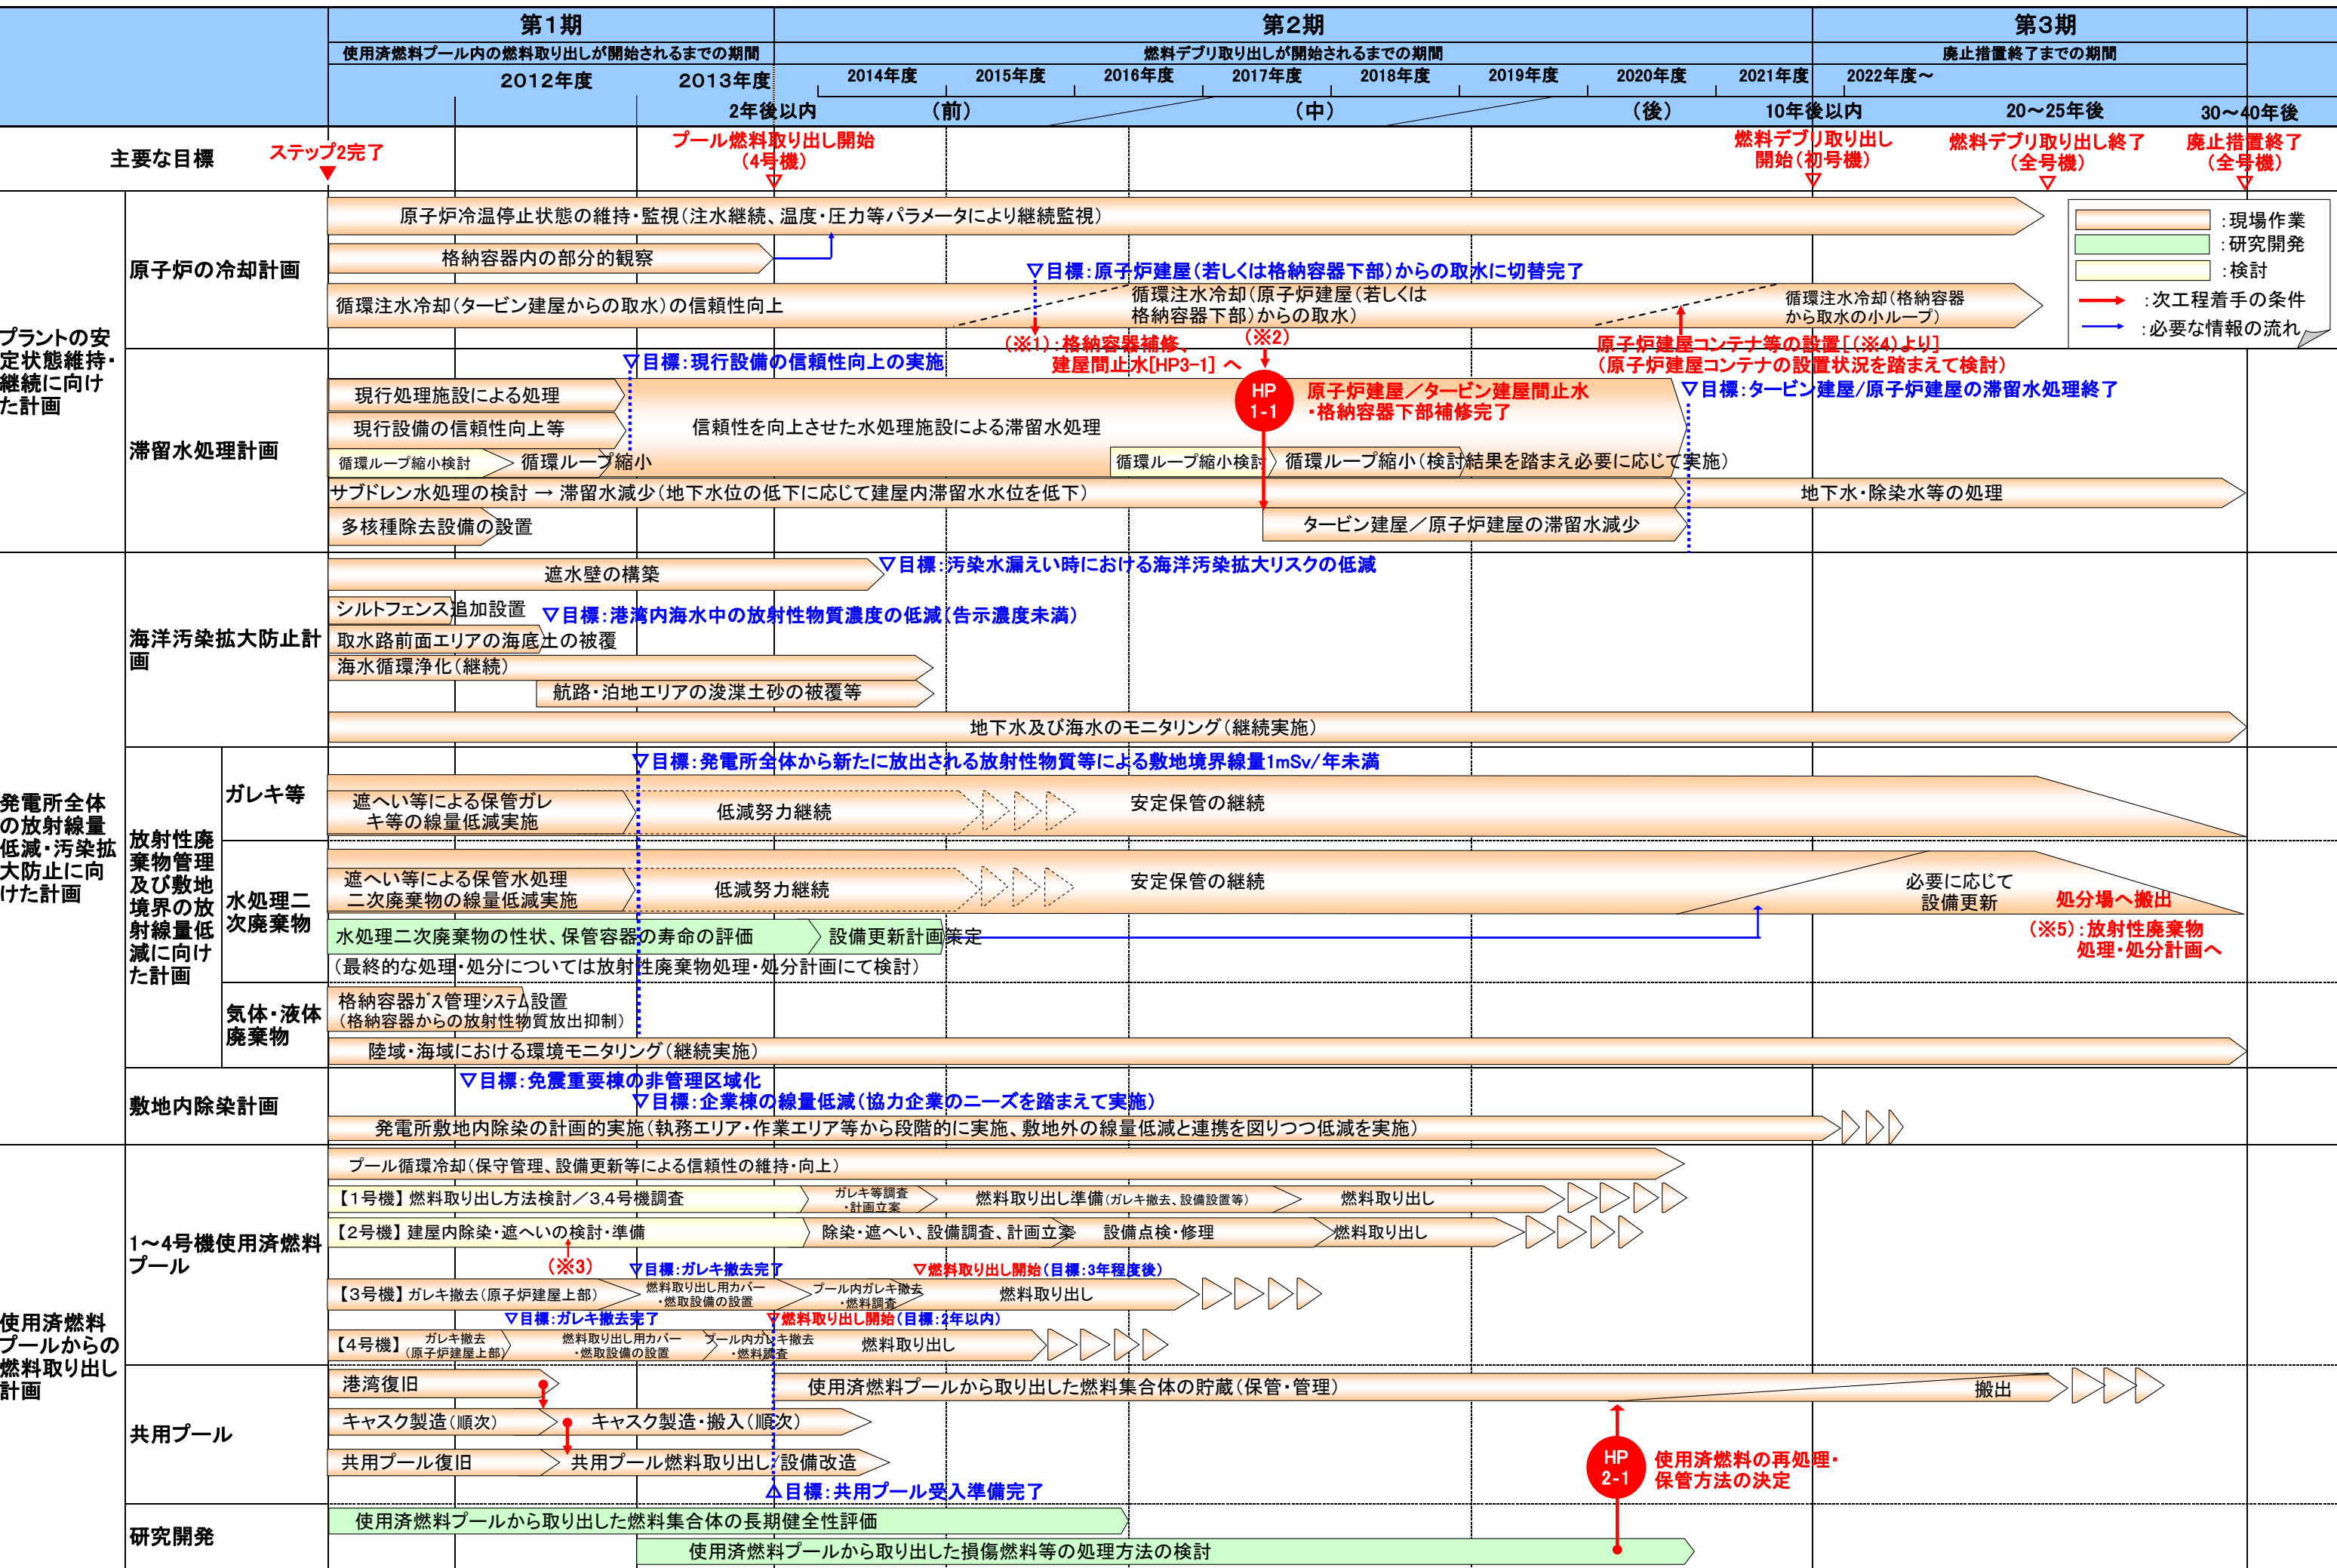 第1期
第2期
第3期
使用済燃料プール内の燃料取り出しが開始されるまでの期間
燃料デブリ取り出しが開始されるまでの期間
廃止措置終了までの期間
2012年度
2013年度
2014年度
2015年度
2016年度
2017年度
2018年度
2019年度
2020年度
2021年度
2022年度~
2年後以内
(前)
(中)
(後)
10年後以内
20~25年後
30~40年後
主要な目標
ステップ2完了
▼
プール燃料取り出し開始
(4号機)
▽
燃料デブリ取り出し
開始(初号機)
▽
燃料デブリ取り出し終了
(全号機)
▽
廃止措置終了
(全号機)
▽
:現場作業
:研究開発
:検討
:次工程着手の条件
:必要な情報の流れ
プラントの安
定状態維持・
継続に向け
た計画
原子炉の冷却計画
原子炉冷温停止状態の維持・監視(注水継続、温度・圧力等パラメータにより継続監視)
格納容器内の部分的観察
▽目標:原子炉建屋(若しくは格納容器下部)からの取水に切替完了
循環注水冷却(タービン建屋からの取水)の信頼性向上
循環注水冷却(原子炉建屋(若しくは
格納容器下部)からの取水)
循環注水冷却(格納容器
から取水の小ループ)
(※1):格納容器補修、
建屋間止水[HP3-1] へ
(※2)
原子炉建屋コンテナ等の設置[(※4)より]
(原子炉建屋コンテナの設置状況を踏まえて検討)
滞留水処理計画
▽目標:現行設備の信頼性向上の実施
HP
1-1
原子炉建屋/タービン建屋間止水
・格納容器下部補修完了
▽目標:タービン建屋/原子炉建屋の滞留水処理終了
現行処理施設による処理
現行設備の信頼性向上等
信頼性を向上させた水処理施設による滞留水処理
循環ループ縮小検討
循環ループ縮小
循環ループ縮小検討
循環ループ縮小(検討結果を踏まえ必要に応じて実施)
サブドレン水処理の検討 → 滞留水減少(地下水位の低下に応じて建屋内滞留水水位を低下)
地下水・除染水等の処理
多核種除去設備の設置
タービン建屋/原子炉建屋の滞留水減少
発電所全体
の放射線量
低減・汚染拡
大防止に向
けた計画
海洋汚染拡大防止計
画
遮水壁の構築
▽目標:汚染水漏えい時における海洋汚染拡大リスクの低減
シルトフェンス追加設置
▽目標:港湾内海水中の放射性物質濃度の低減(告示濃度未満)
取水路前面エリアの海底土の被覆
海水循環浄化(継続)
航路・泊地エリアの浚渫土砂の被覆等
地下水及び海水のモニタリング(継続実施)
放射性廃
棄物管理
及び敷地
境界の放
射線量低
減に向け
た計画
ガレキ等
▽目標:発電所全体から新たに放出される放射性物質等による敷地境界線量1mSv/年未満
遮へい等による保管ガレ
キ等の線量低減実施
低減努力継続
安定保管の継続
水処理二
次廃棄物
遮へい等による保管水処理
二次廃棄物の線量低減実施
低減努力継続
安定保管の継続
必要に応じて
設備更新
処分場へ搬出
(※5):放射性廃棄物
処理・処分計画へ
水処理二次廃棄物の性状、保管容器の寿命の評価
設備更新計画策定
(最終的な処理・処分については放射性廃棄物処理・処分計画にて検討)
気体・液体
廃棄物
格納容器ガス管理システム設置
(格納容器からの放射性物質放出抑制)
陸域・海域における環境モニタリング(継続実施)
敷地内除染計画
▽目標:免震重要棟の非管理区域化
▽目標:企業棟の線量低減(協力企業のニーズを踏まえて実施)
発電所敷地内除染の計画的実施(執務エリア・作業エリア等から段階的に実施、敷地外の線量低減と連携を図りつつ低減を実施)
使用済燃料
プールからの
燃料取り出し
計画
1~4号機使用済燃料
プール
プール循環冷却(保守管理、設備更新等による信頼性の維持・向上)
【1号機】燃料取り出し方法検討/3,4号機調査
ガレキ等調査
・計画立案
燃料取り出し準備(ガレキ撤去、設備設置等)
燃料取り出し
【2号機】建屋内除染・遮へいの検討・準備
除染・遮へい、設備調査、計画立案
設備点検・修理
燃料取り出し
(※3)
▽目標:ガレキ撤去完了
▽燃料取り出し開始(目標:3年程度後)
【3号機】ガレキ撤去(原子炉建屋上部)
燃料取り出し用カバー
・燃取設備の設置
プール内ガレキ撤去
・燃料調査
燃料取り出し
▽目標:ガレキ撤去完了
▽燃料取り出し開始(目標:2年以内)
【4号機】
ガレキ撤去
(原子炉建屋上部)
燃料取り出し用カバー
・燃取設備の設置
プール内ガレキ撤去
・燃料調査
燃料取り出し
共用プール
港湾復旧
使用済燃料プールから取り出した燃料集合体の貯蔵(保管・管理)
搬出
キャスク製造(順次)
キャスク製造・搬入(順次)
共用プール復旧
共用プール燃料取り出し/設備改造
HP
2-1
使用済燃料の再処理・
保管方法の決定
△目標:共用プール受入準備完了
研究開発
使用済燃料プールから取り出した燃料集合体の長期健全性評価
使用済燃料プールから取り出した損傷燃料等の処理方法の検討